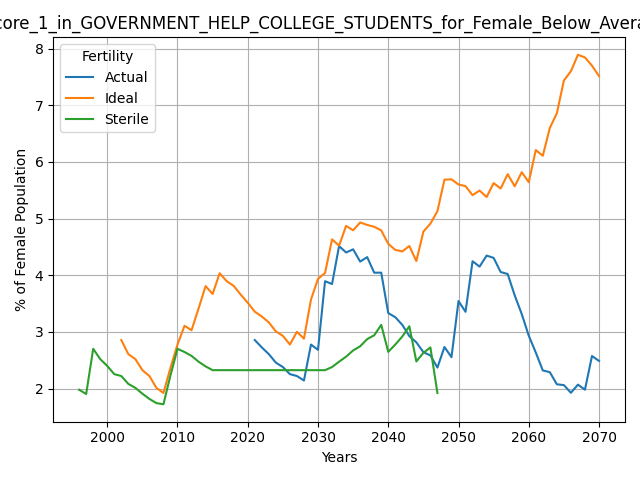 core_1_in_GOVERNMENT_HELP_COLLEGE_STUDENTS_for_Female_Below_Avera
Fertility
Actual
Ideal
Sterile
% of Female Population
8
7
6
5
4
3
2
2000 2010 2020 2030 2040 2050 2060 2070
Years